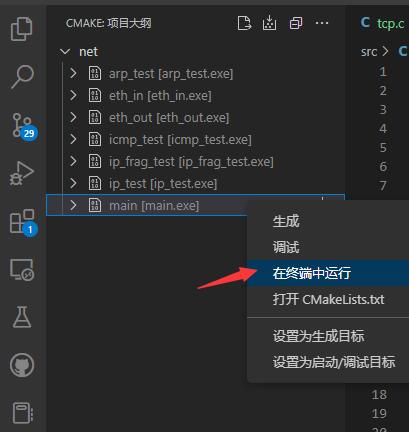 CMAKE: 项目大纲
tcp.c
net
src
arp_test [arp_test.exe]
1
eth_in [eth_in.exe]
2
eth_out [eth_out.exe]
3
icmp_test [icmp_test.exe]
4
ip_frag_test [ip_frag_test.exe]
5
29
ip_test [ip_test.exe]
6
main [main.exe]
7
生成
1
调试
在终端中运行
打开 CMakeLists.txt
设置为生成目标
设置为启动/调试目标
18
19
20